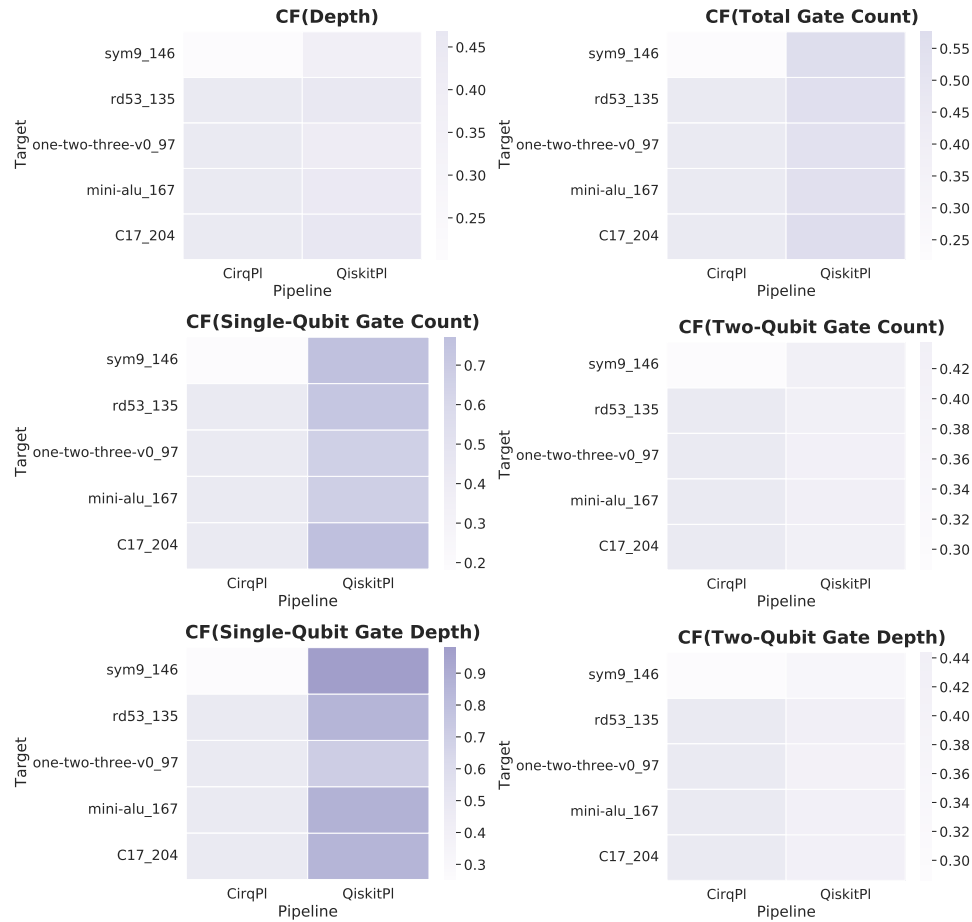 CF(Depth)
sym9_146
rd53_135
one-two-three-v0_97
mini-alu_167
C17_204
Target
CirqPl
QiskitPl
Pipeline
0.45
0.40
0.35
0.30
0.25
CF(Total Gate Count)
sym9_146
rd53_135
one-two-three-v0_97
mini-alu_167
C17_204
Target
CirqPl
QiskitPl
Pipeline
0.55
0.50
0.45
0.40
0.35
0.30
0.25
CF(Single-Qubit Gate Count)
sym9_146
rd53_135
one-two-three-v0_97
mini-alu_167
C17_204
Target
CirqPl
QiskitPl
Pipeline
0.7
0.6
0.5
0.4
0.3
0.2
CF(Two-Qubit Gate Count)
sym9_146
rd53_135
one-two-three-v0_97
mini-alu_167
C17_204
Target
CirqPl
QiskitPl
Pipeline
0.42
0.40
0.38
0.36
0.34
0.32
0.30
CF(Single-Qubit Gate Depth)
sym9_146
rd53_135
one-two-three-v0_97
mini-alu_167
C17_204
Target
CirqPl
QiskitPl
Pipeline
0.9
0.8
0.7
0.6
0.5
0.4
0.3
CF(Two-Qubit Gate Depth)
sym9_146
rd53_135
one-two-three-v0_97
mini-alu_167
C17_204
Target
CirqPl
QiskitPl
Pipeline
0.44
0.42
0.40
0.38
0.36
0.34
0.32
0.30